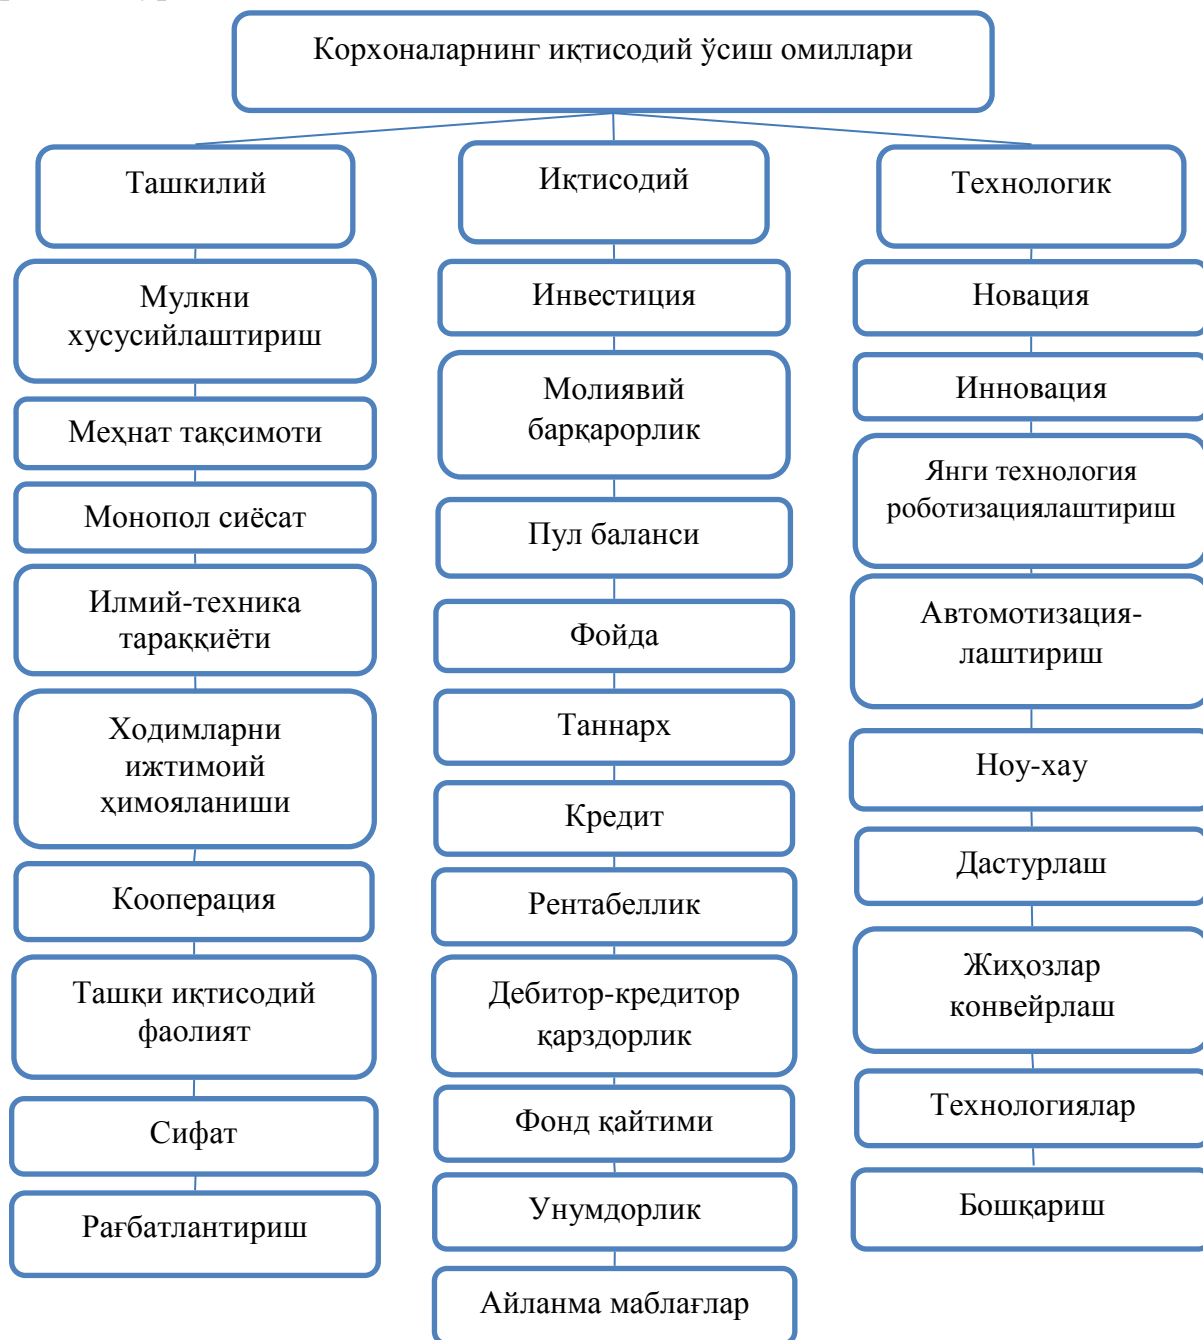 Корхоналарнинг иқтисодий ўсиш омиллари
Ташкилий
Мулкни
хусусийлаштириш
Меҳнат тақсимоти
Монопол сиёсат
Илмий-техника
тараққиёти
Ходимларни
ижтимоий
ҳимояланиши
Кооперация
Ташқи иқтисодий
фаолият
Сифат
Рағбатлантириш
Иқтисодий
Инвестиция
Молиявий
барқарорлик
Пул баланси
Фойда
Таннарх
Кредит
Рентабеллик
Дебитор-кредитор
қарздорлик
Фонд қайтими
Унумдорлик
Айланма маблағлар
Технологик
Новация
Инновация
Янги технология
роботизациялаштириш
Автомотизация-
лаштириш
Ноу-хау
Дастурлаш
Жиҳозлар
конвейрлаш
Технологиялар
Бошқариш